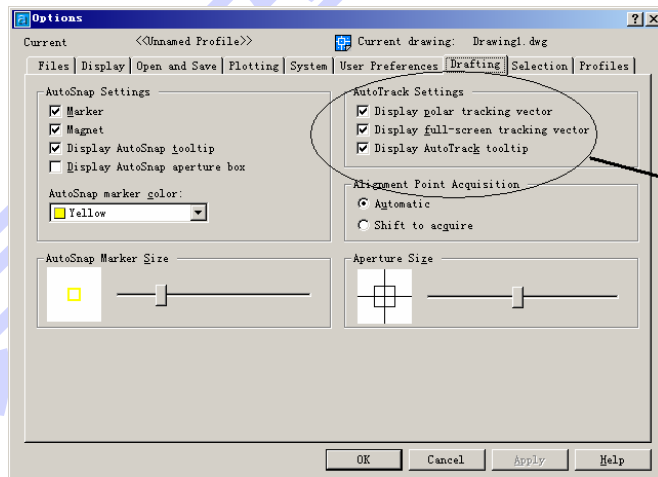 Options
Current <<Unnamed Profile>> Current drawing: Drawing1.dwg
Files Display Open and Save Plotting System User Preferences Drafting Selection Profiles
AutoSnap Settings
Marker
Magnet
Display AutoSnap tooltip
Display AutoSnap aperture box
AutoSnap marker color:
Yellow
AutoTrack Settings
Display polar tracking vector
Display full-screen tracking vector
Display AutoTrack tooltip
Alignment Point Acquisition
Automatic
Shift to acquire
AutoSnap Marker Size
Aperture Size
OK Cancel Apply Help